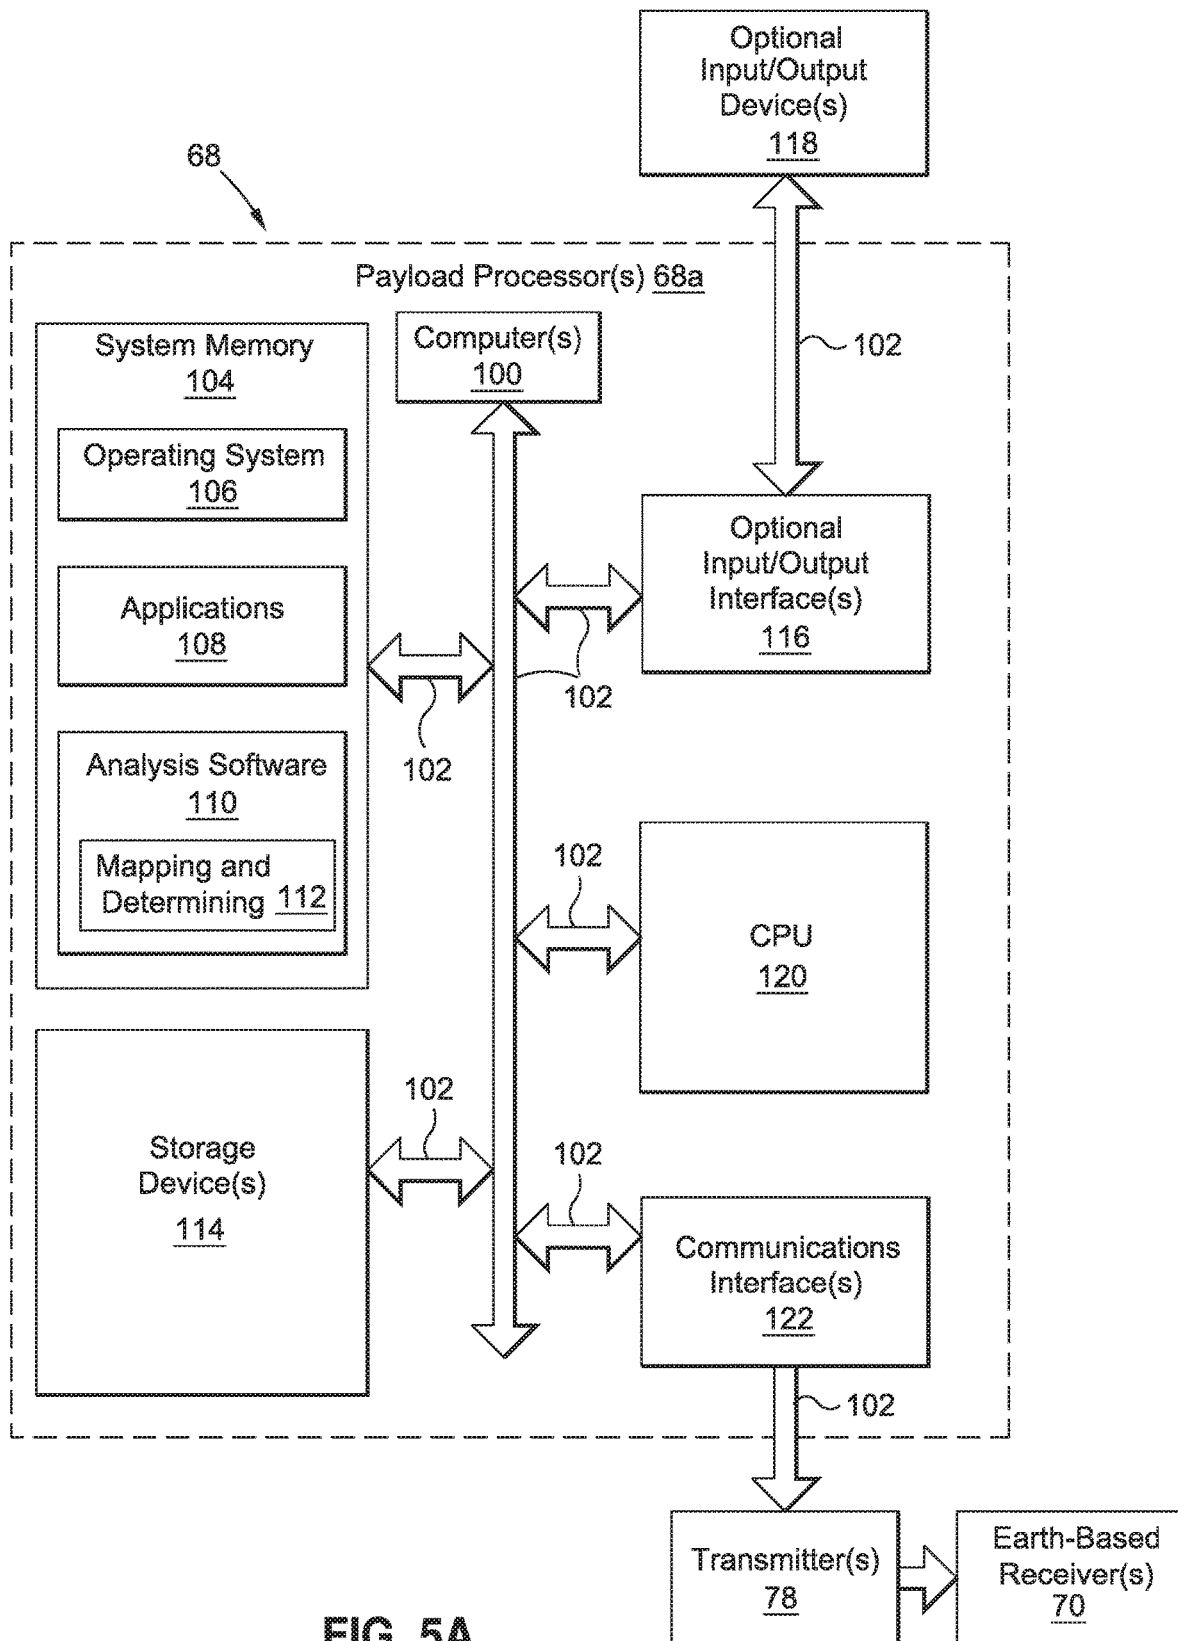 Optional
Input/Output
Device(s)
118
68
Payload Processor(s) 68a
System Memory
104
Computer(s)
100
102
Operating System
106
Optional
Input/Output
Interface(s)
116
Applications
108
102
102
Analysis Software
110
Mapping and
Determining 112
102
CPU
120
Storage
Device(s)
114
102
102
Communications
Interface(s)
122
102
Transmitter(s)
78
Earth-Based
Receiver(s)
70
FIG. 5A